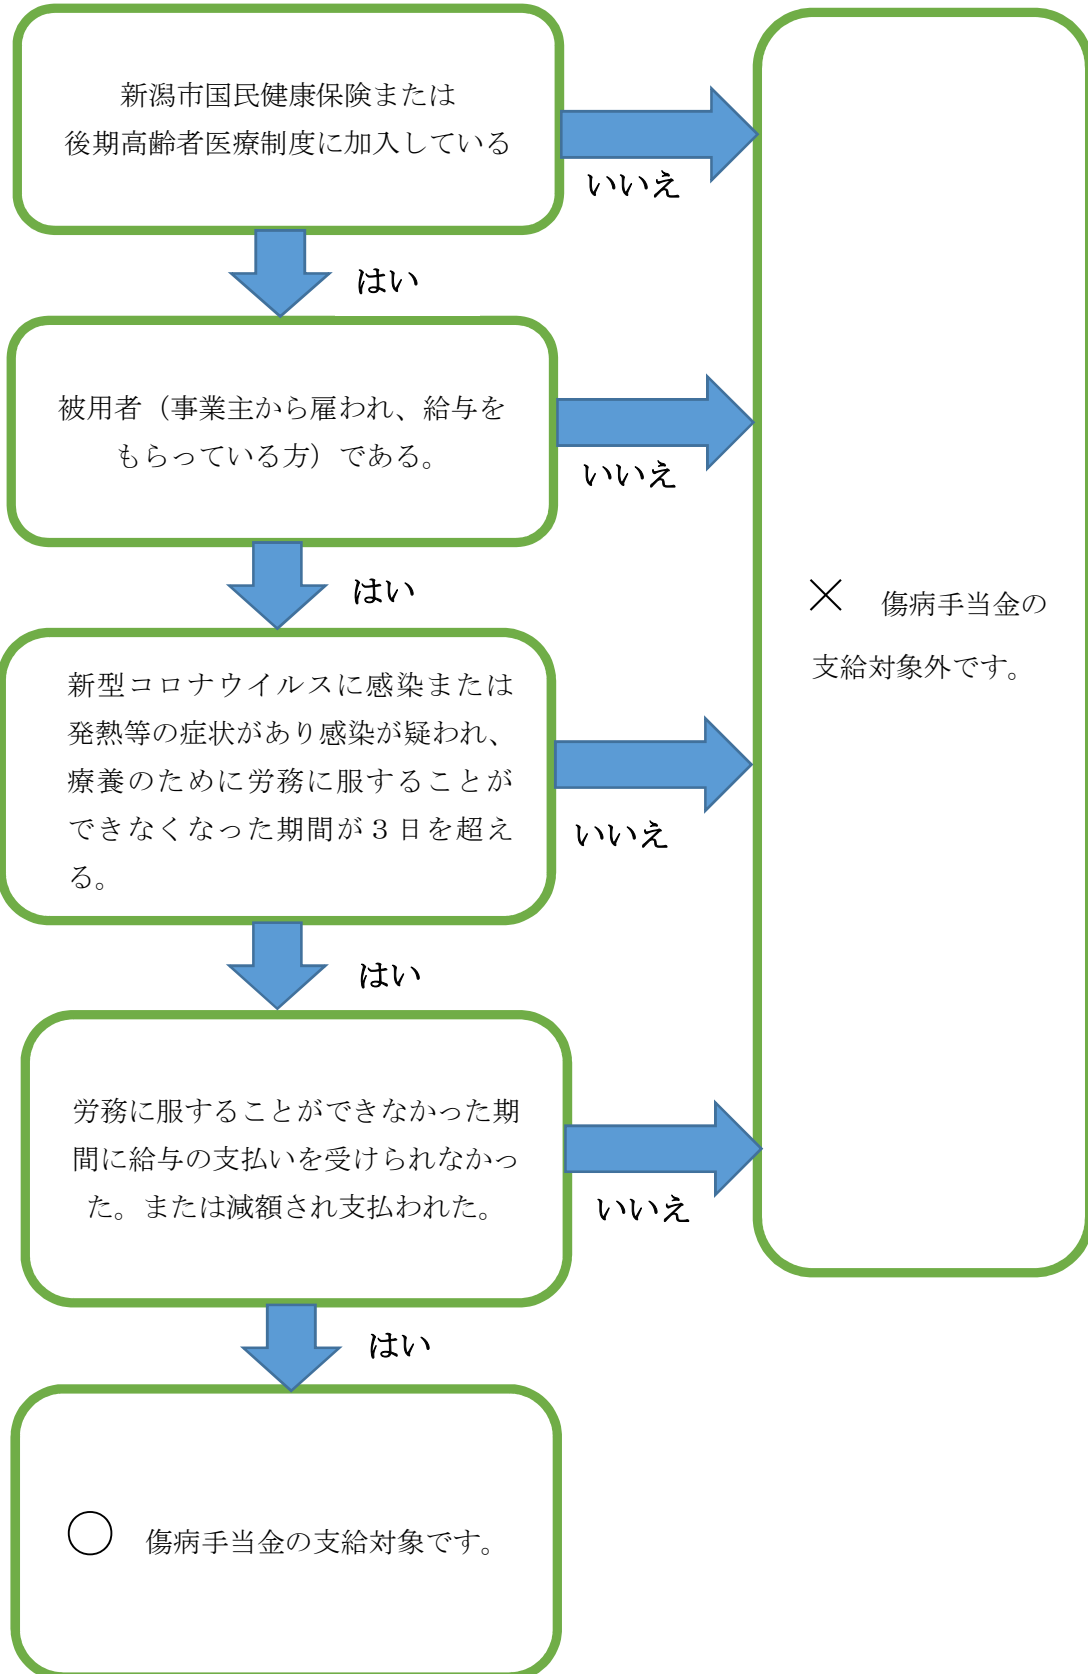 新潟市国民健康保険または
後期高齢者医療制度に加入している
いいえ
はい
被用者（事業主から雇われ、給与を
もらっている方）である。
いいえ
はい
新型コロナウイルスに感染または
発熱等の症状があり感染が疑われ、
療養のために労務に服することが
できなくなった期間が３日を超え
る。
いいえ
はい
労務に服することができなかった期
間に給与の支払いを受けられなかっ
た。または減額され支払われた。
いいえ
はい
○　傷病手当金の支給対象です。
×　傷病手当金の
支給対象外です。